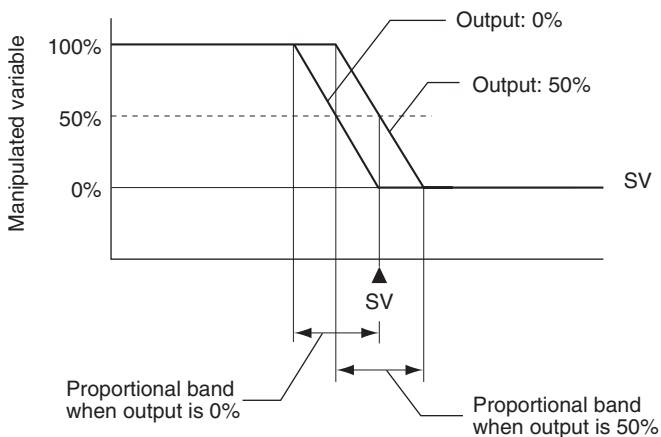 Output: 0%
Manipulated variable
100%
Output: 50%
50%
0%
SV
SV
Proportional band
when output is 0%
Proportional band
when output is 50%